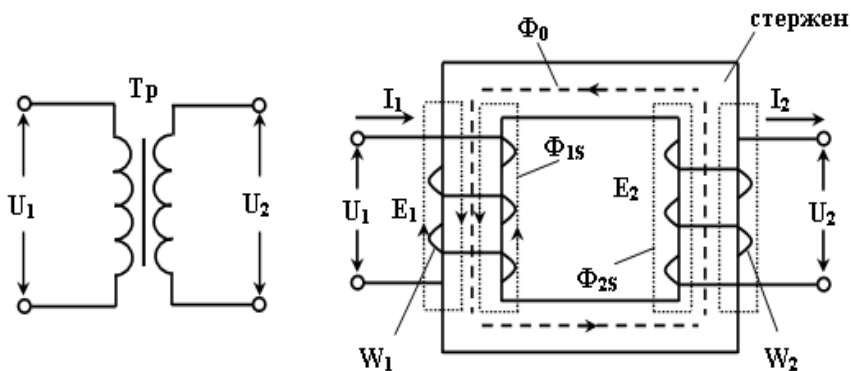 Тр
U₁
U₂
Φ₀
стержен
I₁
I₂
Φ₁ₛ
U₁
E₁
E₂
U₂
Φ₂ₛ
W₁
W₂